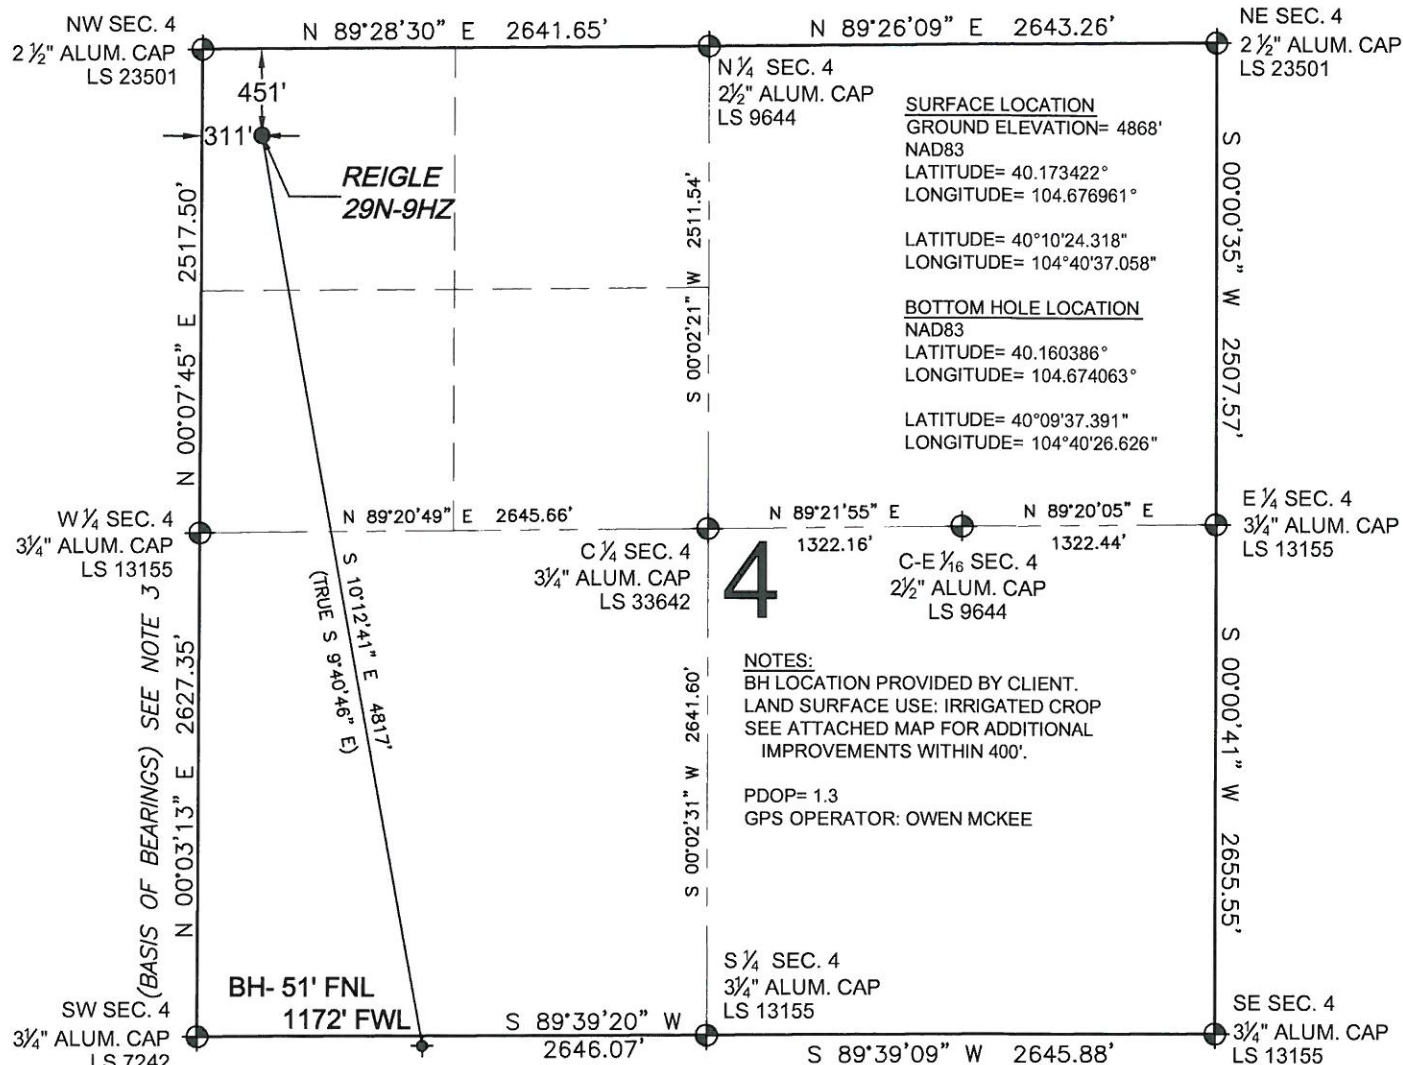 NW SEC. 4
2 ½" ALUM. CAP
LS 23501
N 89°28'30" E 2641.65'
N 89°26'09" E 2643.26'
NE SEC. 4
2 ½" ALUM. CAP
LS 23501
451'
311'
REIGLE
29N-9HZ
N ¼ SEC. 4
2½" ALUM. CAP
LS 9644
SURFACE LOCATION
GROUND ELEVATION= 4868'
NAD83
LATITUDE= 40.173422°
LONGITUDE= 104.676961°
LATITUDE= 40°10'24.318"
LONGITUDE= 104°40'37.058"
BOTTOM HOLE LOCATION
NAD83
LATITUDE= 40.160386°
LONGITUDE= 104.674063°
LATITUDE= 40°09'37.391"
LONGITUDE= 104°40'26.626"
N 00°07'45" E 2517.50'
S 00°02'21" W 2511.54'
S 00°00'35" W 2507.57'
W ¼ SEC. 4
3¼" ALUM. CAP
LS 13155
N 89°20'49" E 2645.66'
N 89°21'55" E
1322.16'
N 89°20'05" E
1322.44'
E ¼ SEC. 4
3¼" ALUM. CAP
LS 13155
C ¼ SEC. 4
3¼" ALUM. CAP
LS 33642
4
C-E 1⁄16 SEC. 4
2½" ALUM. CAP
LS 9644
S 10°12'41" E 4817'
(TRUE S 9°40'46" E)
(BASIS OF BEARINGS) SEE NOTE 3
N 00°03'13" E 2627.35'
S 00°02'31" W 2641.60'
S 00°00'41" W 2655.55'
NOTES:
BH LOCATION PROVIDED BY CLIENT.
LAND SURFACE USE: IRRIGATED CROP
SEE ATTACHED MAP FOR ADDITIONAL
IMPROVEMENTS WITHIN 400'.
PDOP= 1.3
GPS OPERATOR: OWEN MCKEE
SW SEC. 4
3¼" ALUM. CAP
LS 7242
BH- 51' FNL
1172' FWL
S 89°39'20" W
2646.07'
S ¼ SEC. 4
3¼" ALUM. CAP
LS 13155
S 89°39'09" W 2645.88'
SE SEC. 4
3¼" ALUM. CAP
LS 13155